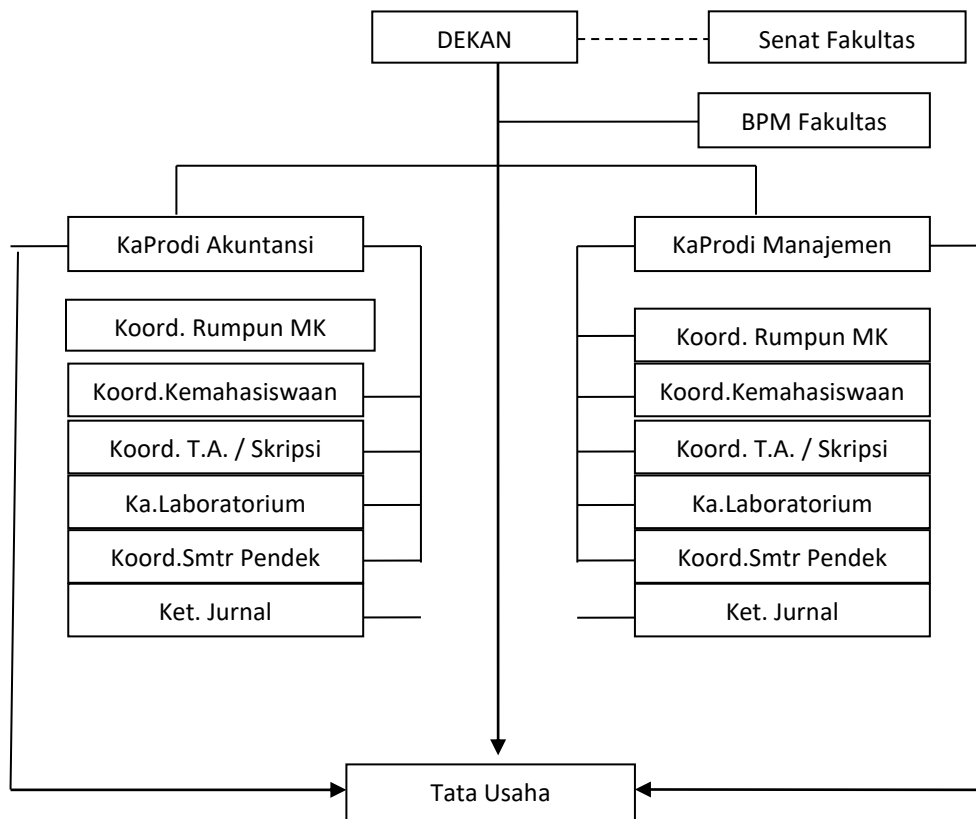 DEKAN
Senat Fakultas
BPM Fakultas
KaProdi Akuntansi
KaProdi Manajemen
Koord. Rumpun MK
Koord.Kemahasiswaan
Koord. T.A. / Skripsi
Ka.Laboratorium
Koord.Smtr Pendek
Ket. Jurnal
Koord. Rumpun MK
Koord.Kemahasiswaan
Koord. T.A. / Skripsi
Ka.Laboratorium
Koord.Smtr Pendek
Ket. Jurnal
Tata Usaha